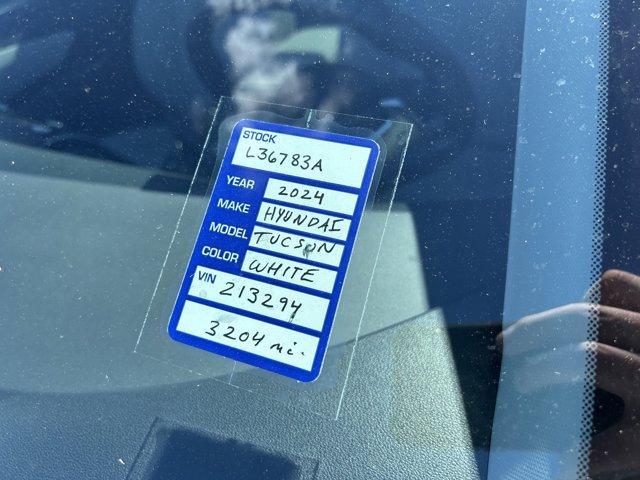 STOCK
L36783A
YEAR 2024
MAKE HYUNDAI
MODEL TUCSON
COLOR WHITE
VIN 213294
3204 mi.